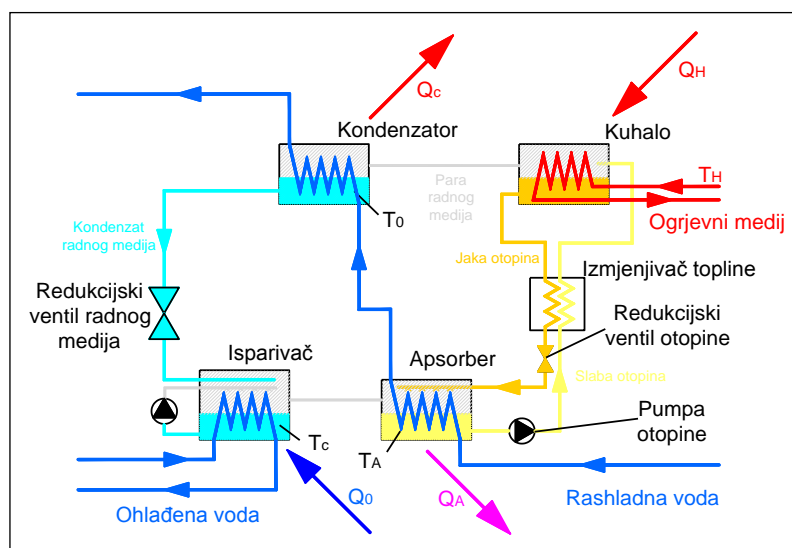 Qc
QH
Kondenzator
Kuhalo
Para
radnog
medija
TH
T0
Ogrjevni medij
Kondenzat
radnog medija
Jaka otopina
Izmjenjivač topline
Redukcijski
ventil radnog
medija
Redukcijski
ventil otopine
Isparivač
Apsorber
Slaba otopina
Pumpa
otopine
Tc
TA
Q0
QA
Ohlađena voda
Rashladna voda